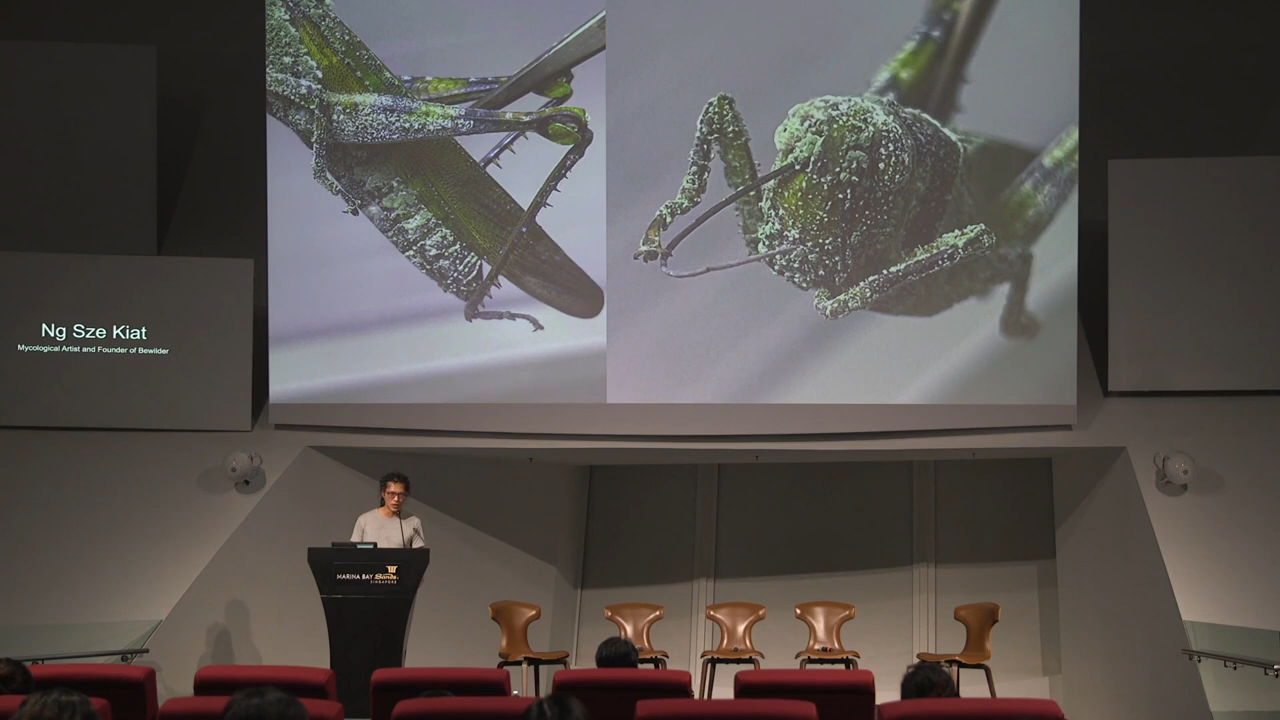 Ng Sze Kiat
Mycological Artist and Founder of Bewilder
MARINA BAY Sands
SINGAPORE